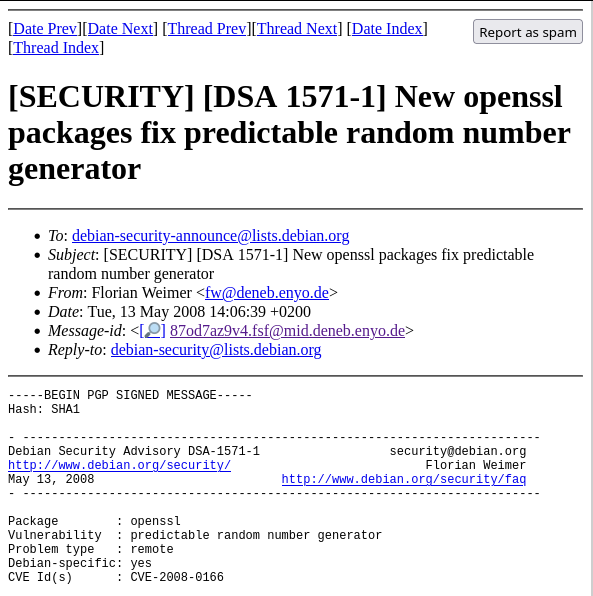 [Date Prev][Date Next] [Thread Prev][Thread Next] [Date Index]
[Thread Index]
Report as spam
[SECURITY] [DSA 1571-1] New openssl
packages fix predictable random number
generator
• To: debian-security-announce@lists.debian.org
• Subject: [SECURITY] [DSA 1571-1] New openssl packages fix predictable
random number generator
• From: Florian Weimer <fw@deneb.enyo.de>
• Date: Tue, 13 May 2008 14:06:39 +0200
• Message-id: <[🔎] 87od7az9v4.fsf@mid.deneb.enyo.de>
• Reply-to: debian-security@lists.debian.org
-----BEGIN PGP SIGNED MESSAGE-----
Hash: SHA1
- ------------------------------------------------------------------------
Debian Security Advisory DSA-1571-1                  security@debian.org
http://www.debian.org/security/                           Florian Weimer
May 13, 2008                          http://www.debian.org/security/faq
- ------------------------------------------------------------------------
Package        : openssl
Vulnerability  : predictable random number generator
Problem type   : remote
Debian-specific: yes
CVE Id(s)      : CVE-2008-0166